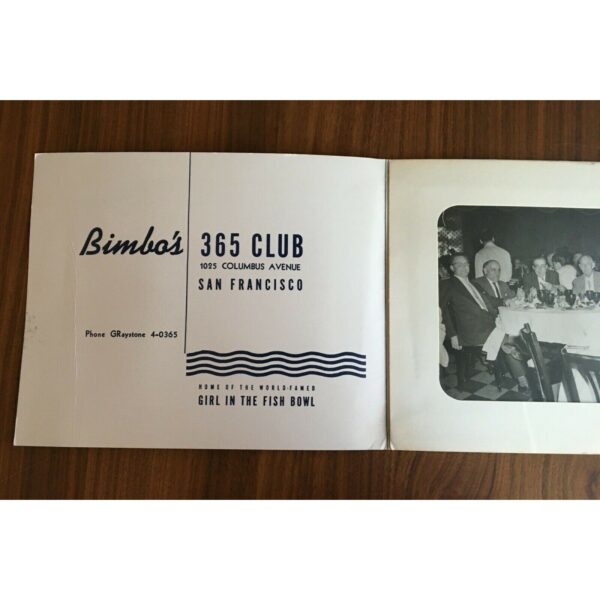 Bimbo's 365 CLUB
1025 COLUMBUS AVENUE
SAN FRANCISCO
Phone GRaystone 4-0365
HOME OF THE WORLD-FAMED
GIRL IN THE FISH BOWL